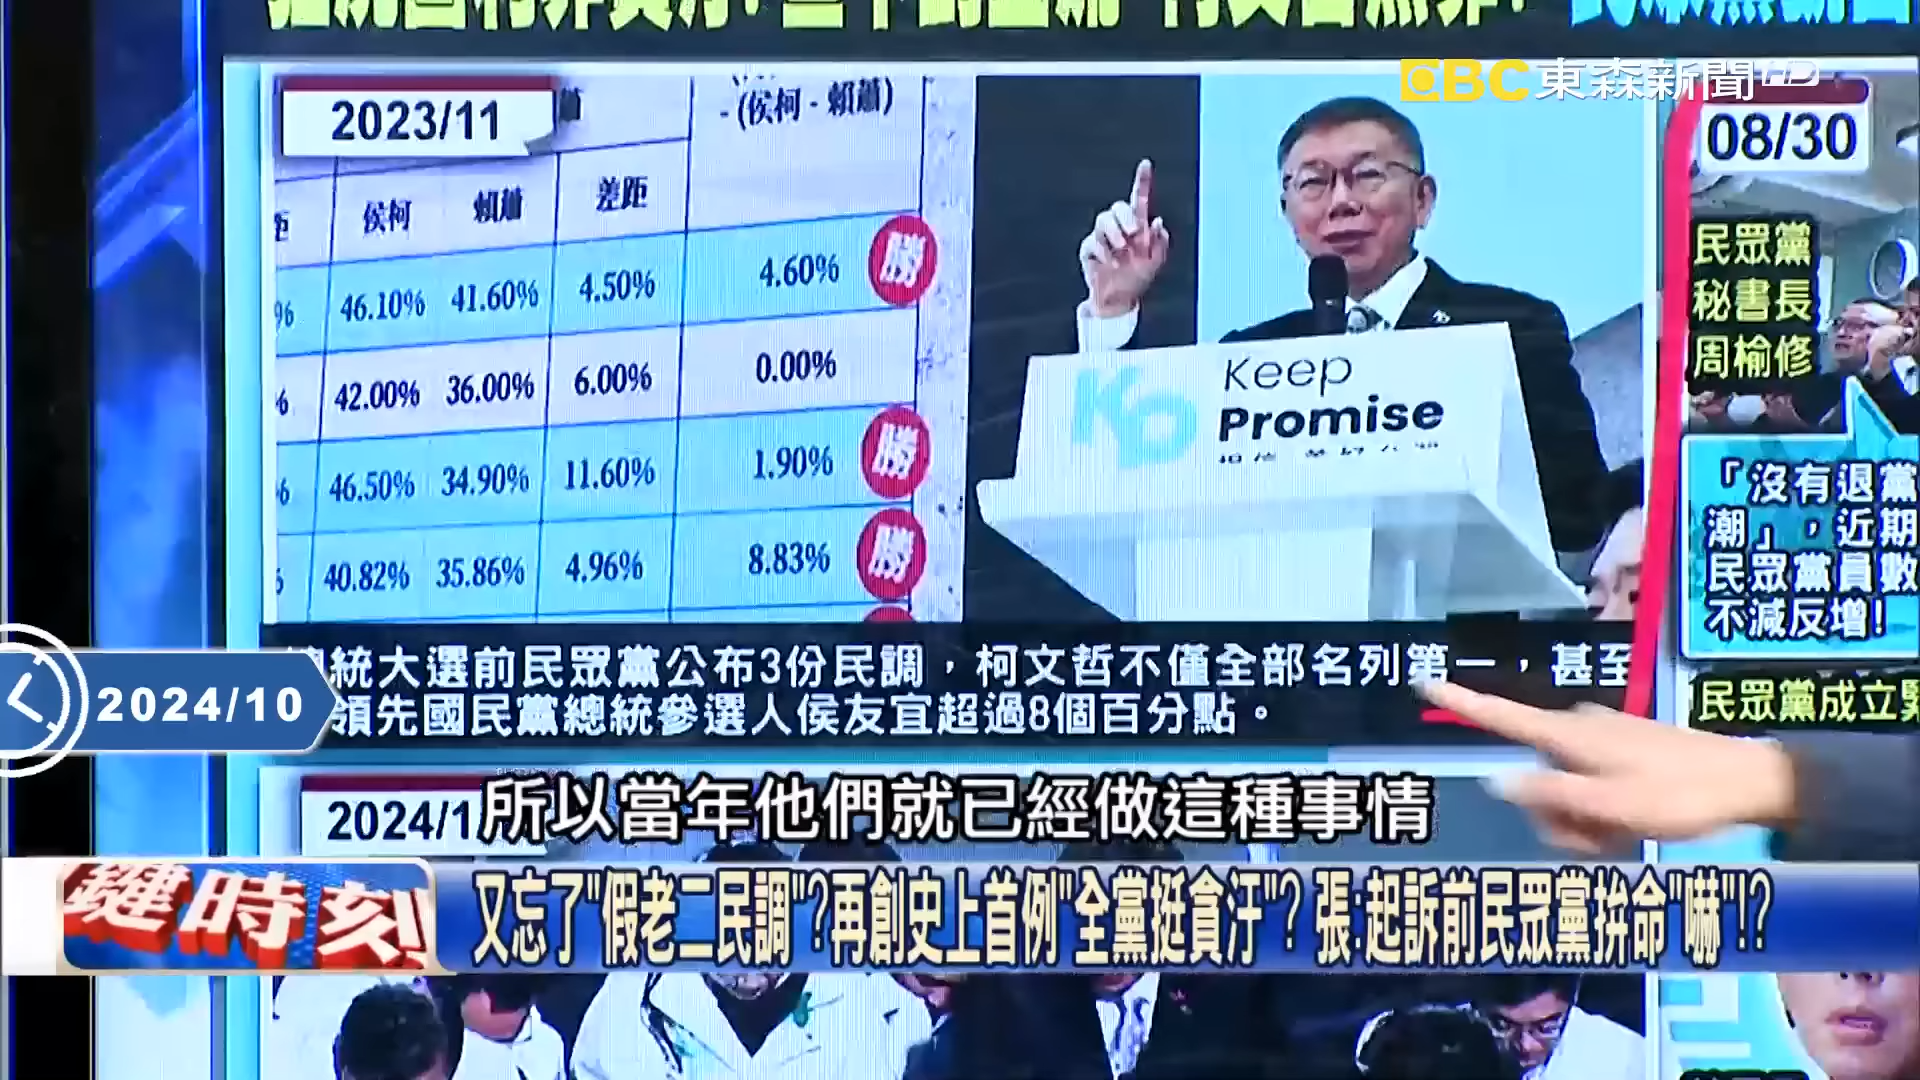 EBC 東森新聞 HD
2023/11
-(侯柯 - 賴蕭)
侯柯 賴蕭 差距
46.10% 41.60% 4.50% 4.60% 勝
42.00% 36.00% 6.00% 0.00%
46.50% 34.90% 11.60% 1.90% 勝
40.82% 35.86% 4.96% 8.83% 勝
Keep
Promise
08/30
民眾黨
秘書長
周榆修
「沒有退黨
潮」，近期
民眾黨員數
不減反增!
民眾黨成立
統大選前民眾黨公布3份民調，柯文哲不僅全部名列第一，甚至
領先國民黨總統參選人侯友宜超過8個百分點。
2024/10
2024/1
所以當年他們就已經做這種事情
鍵時刻
又忘了"假老二民調"?再創史上首例"全黨挺貪汙"? 張:起訴前民眾黨拚命"嚇"!?